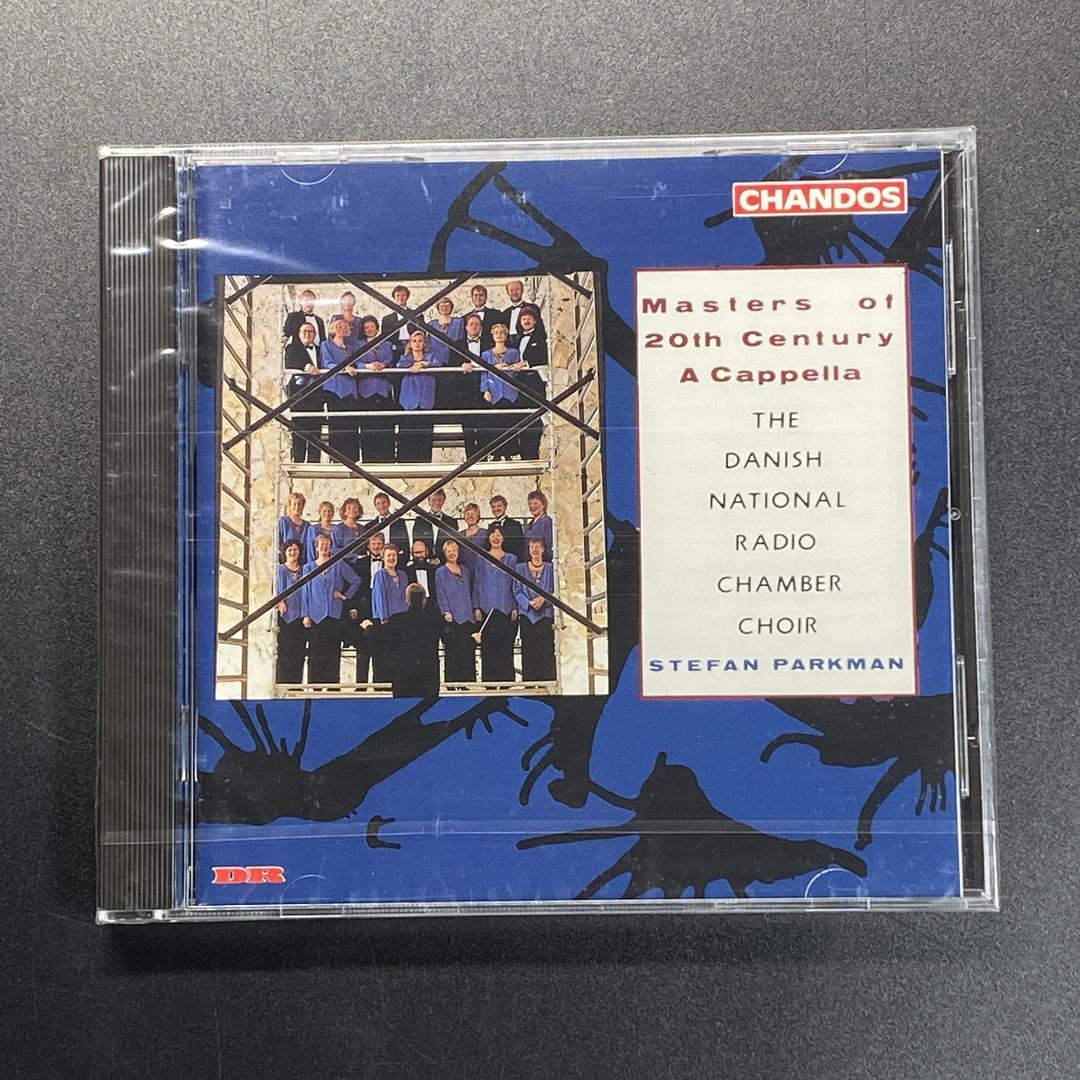 CHANDOS
Masters of
20th Century
A Cappella
THE
DANISH
NATIONAL
RADIO
CHAMBER
CHOIR
STEFAN PARKMAN
DR